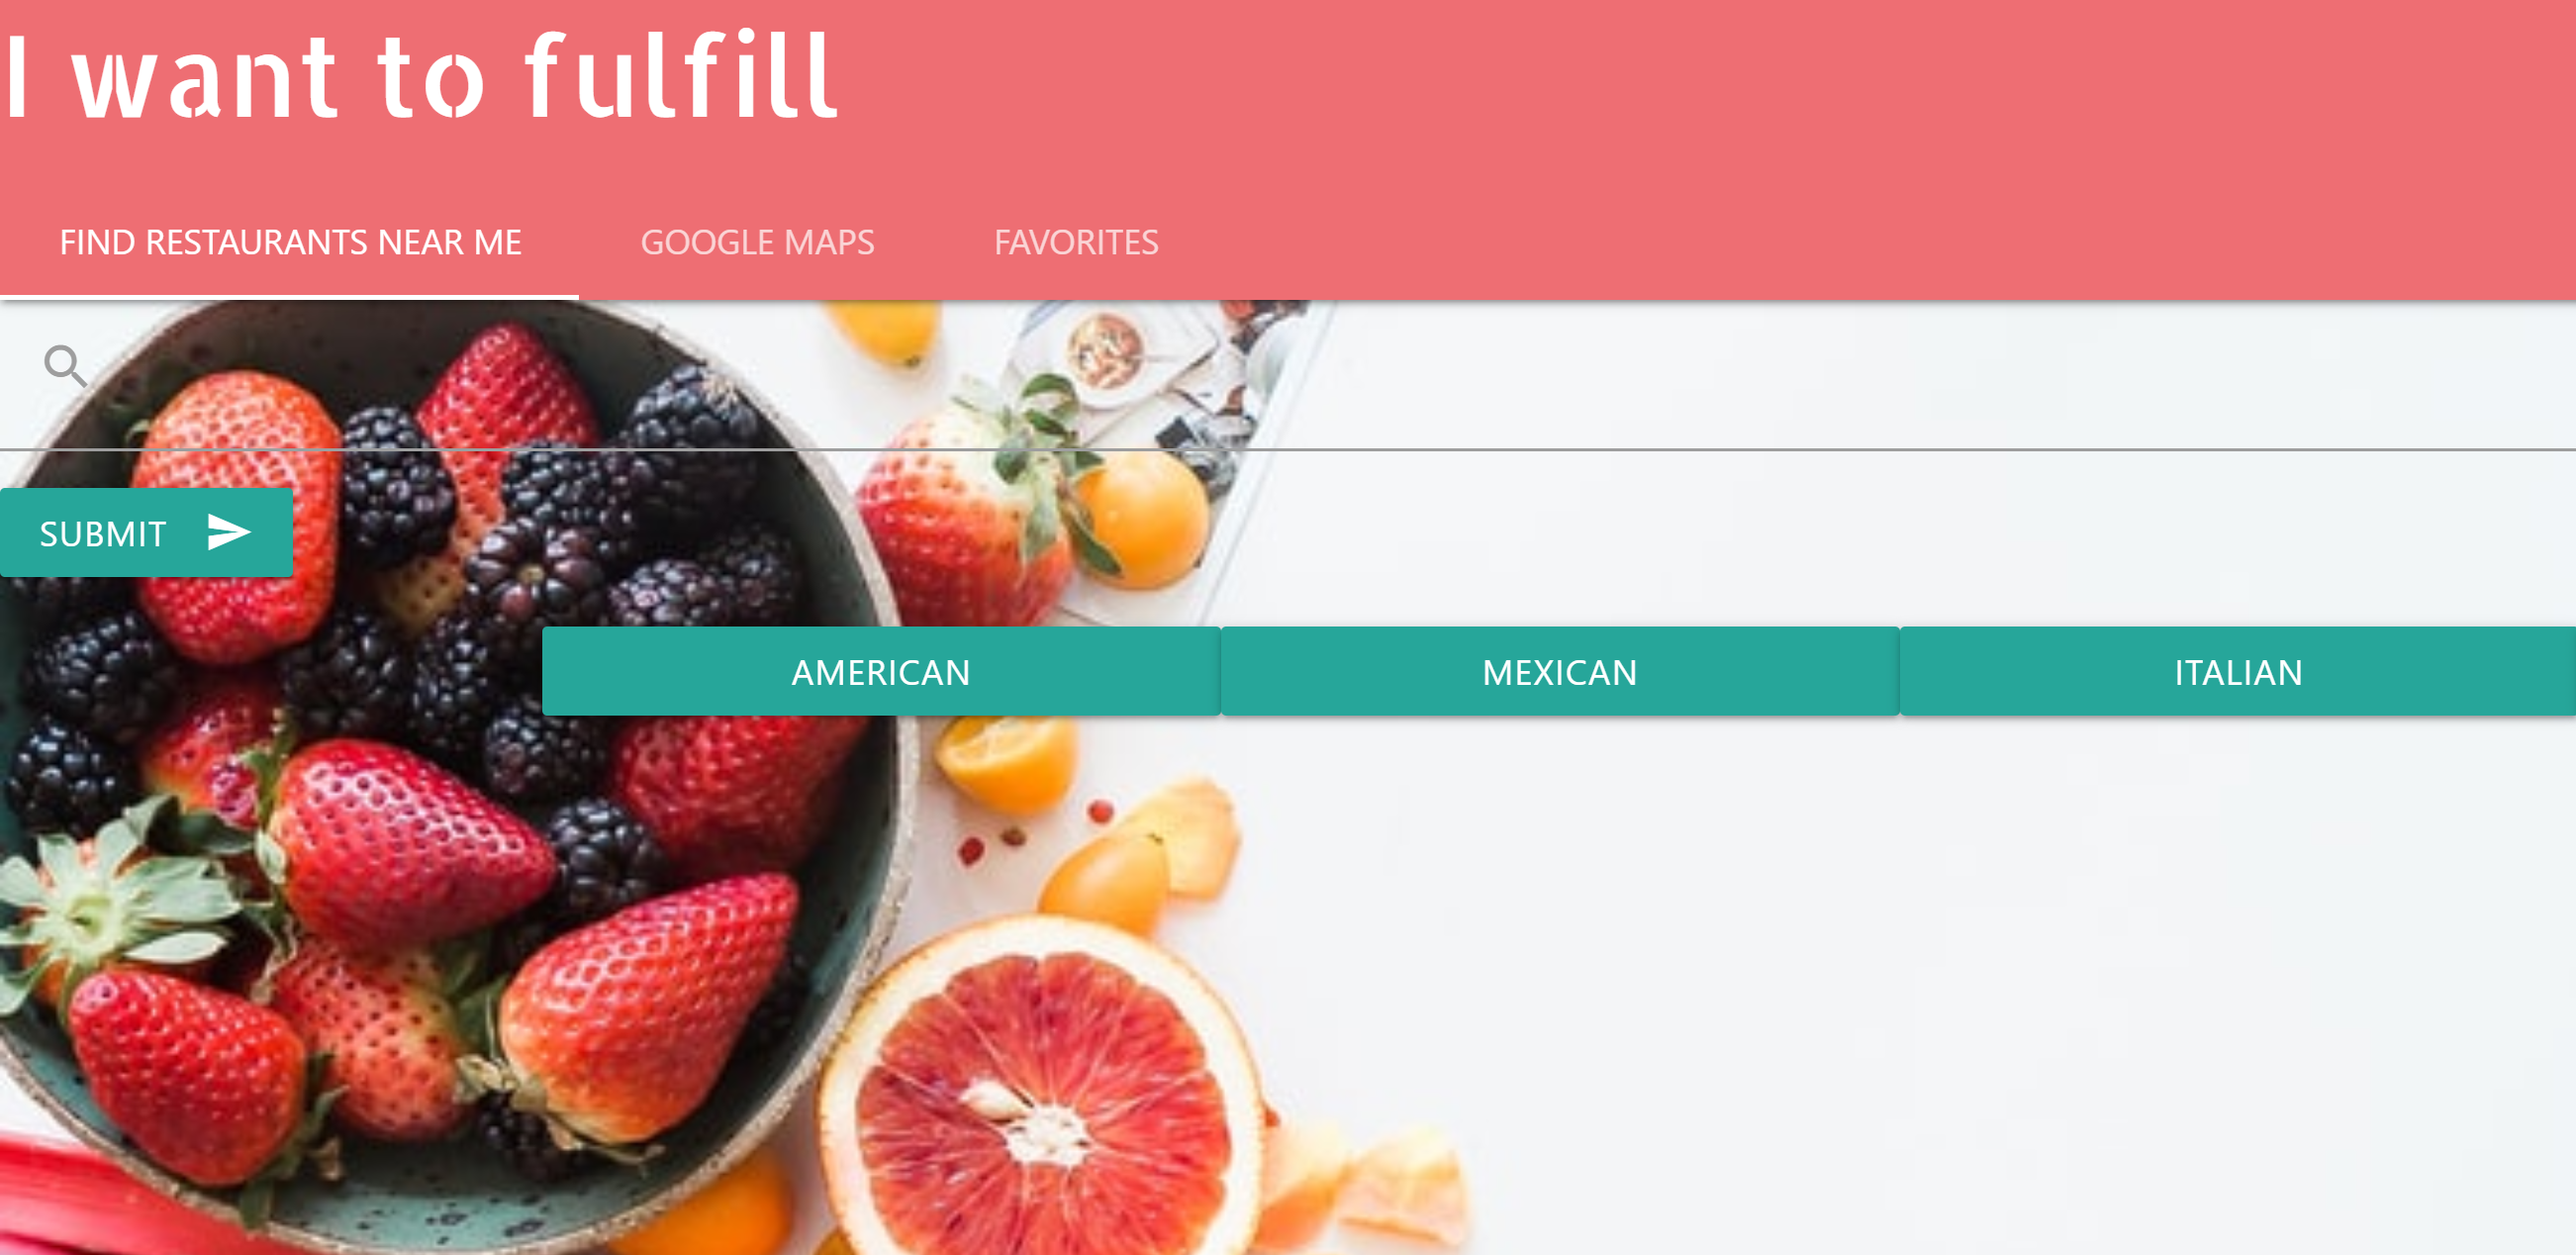 I want to fulfill
FIND RESTAURANTS NEAR ME GOOGLE MAPS FAVORITES
SUBMIT
AMERICAN MEXICAN ITALIAN